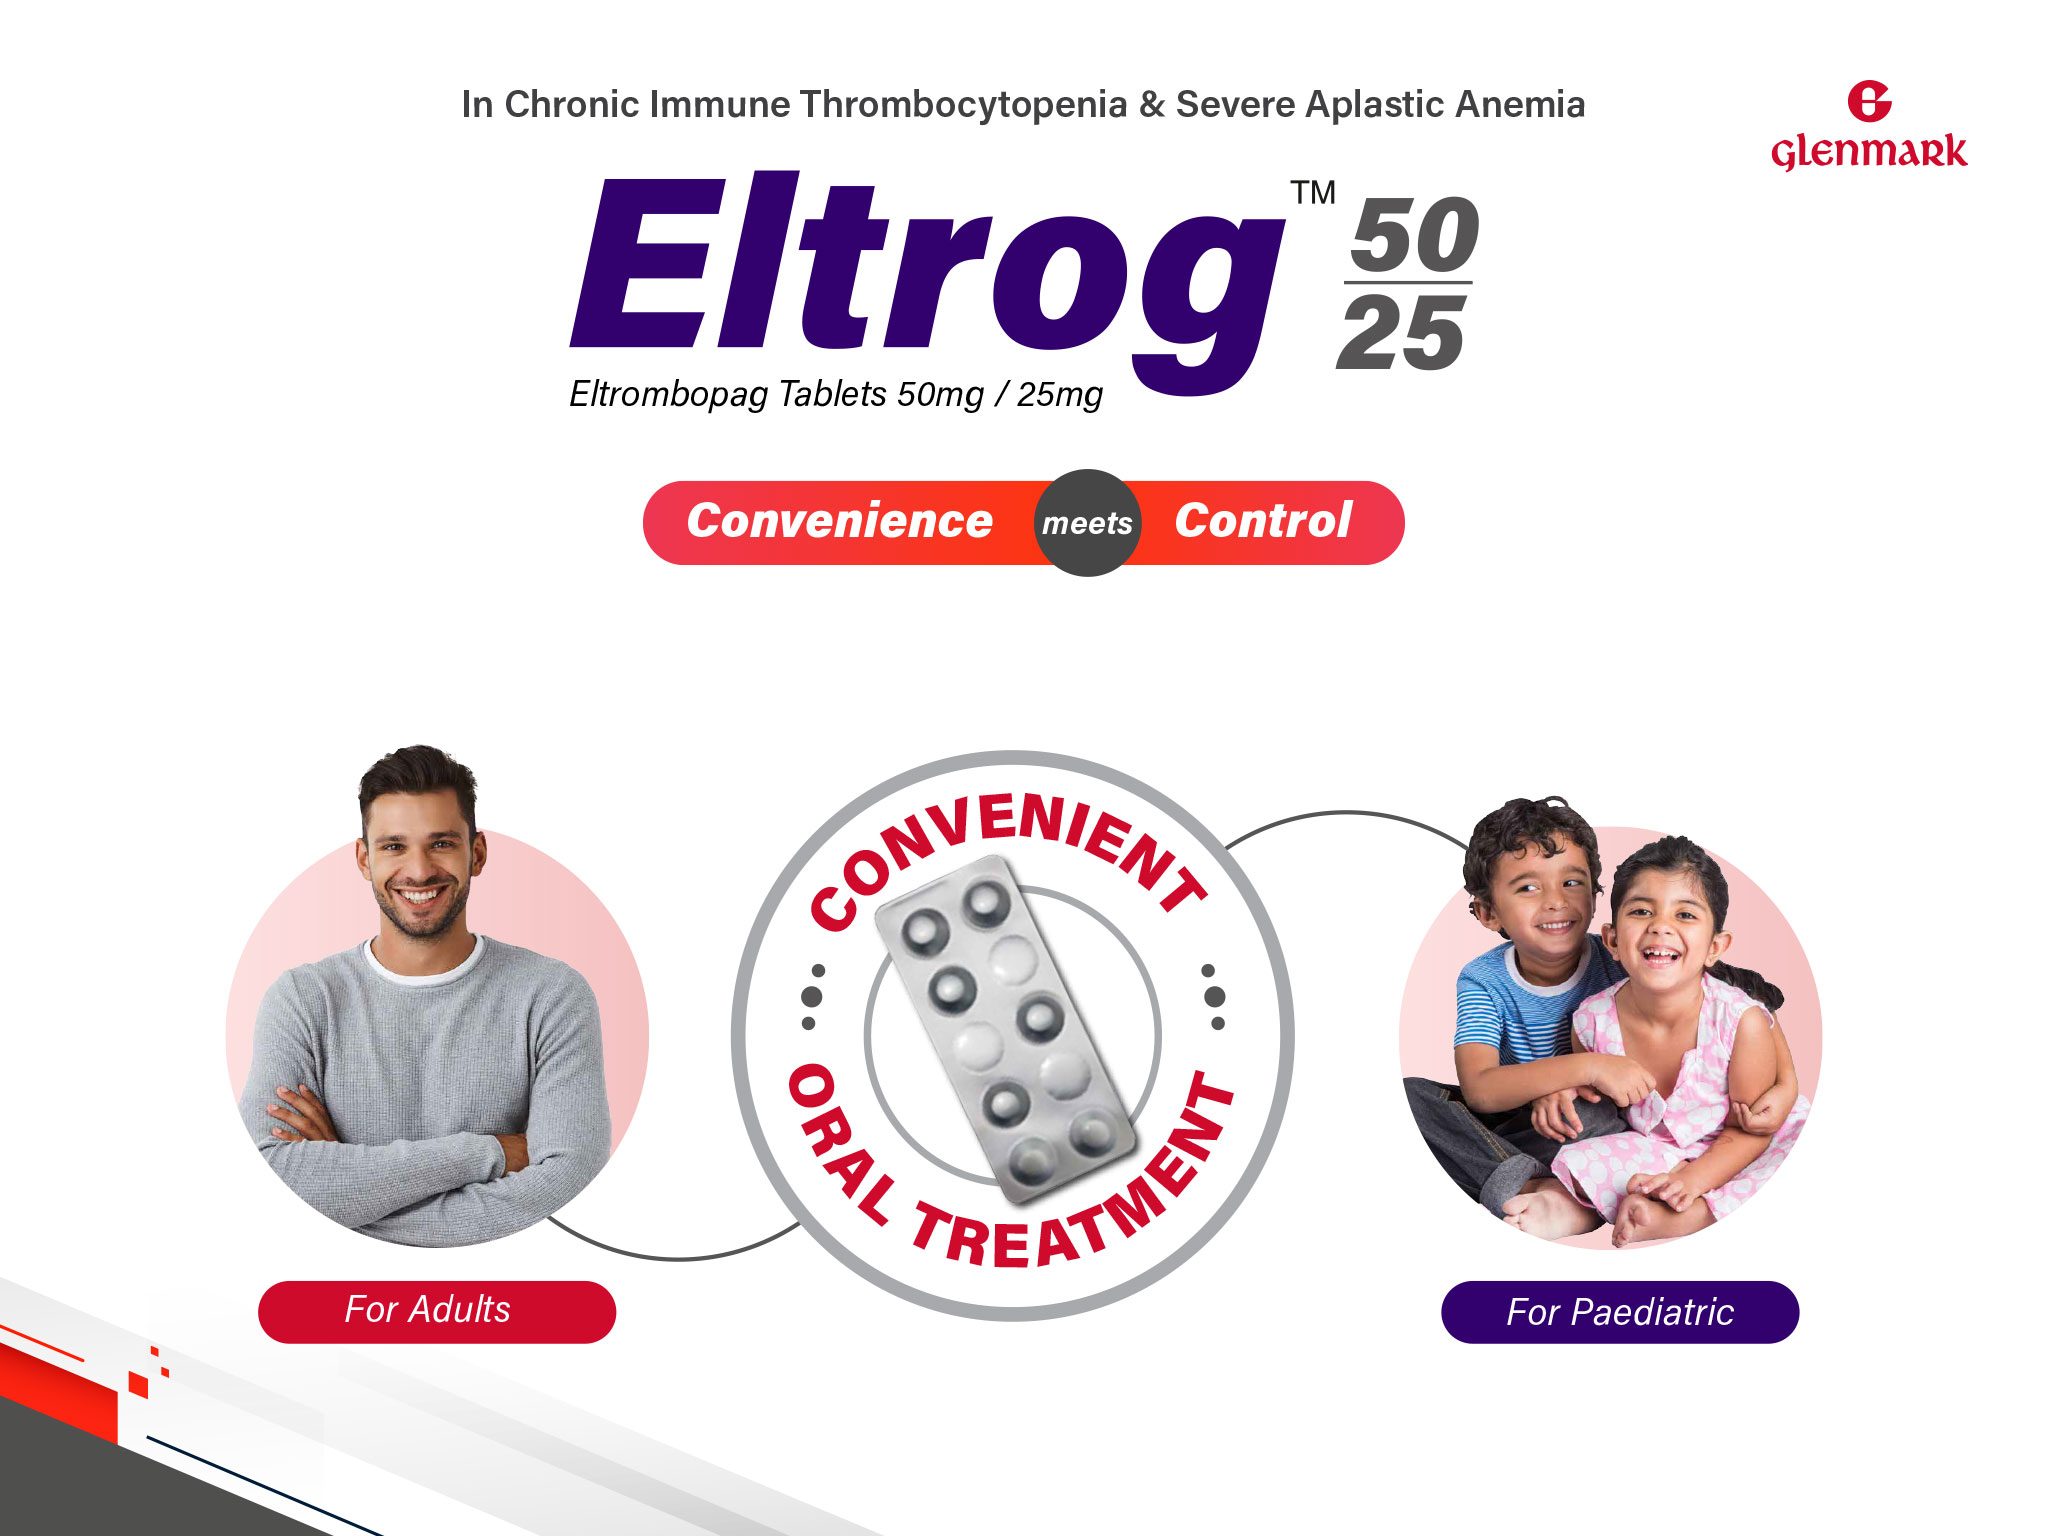 In Chronic Immune Thrombocytopenia & Severe Aplastic Anemia
glenmark
Eltrog™ 50
25
Eltrombopag Tablets 50mg / 25mg
Convenience meets Control
CONVENIENT
ORAL TREATMENT
For Adults
For Paediatric